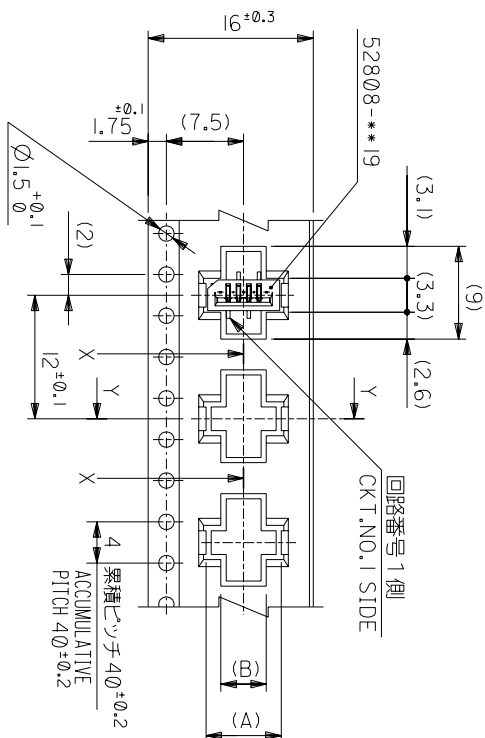 16±0.3
1.75 ±0.1
(7.5)
52808-**19
(3.1)
(9)
(3.3)
(2.6)
Ø1.5 +0.1 0
(2)
12±0.1
X
Y
Y
X
回路番号1側
CKT.NO.1 SIDE
4
累積ピッチ40±0.2
ACCUMULATIVE
PITCH 40±0.2
(B)
(A)